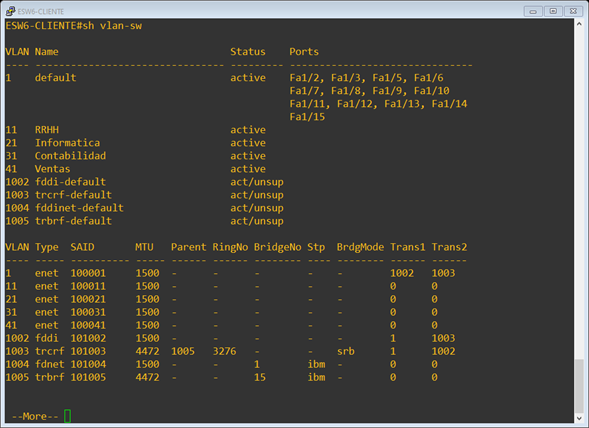 ESW6-CLIENTE
ESW6-CLIENTE#sh vlan-sw
VLAN Name                             Status    Ports
---- -------------------------------- --------- -------------------------------
1    default                          active    Fa1/2, Fa1/3, Fa1/5, Fa1/6
                                                Fa1/7, Fa1/8, Fa1/9, Fa1/10
                                                Fa1/11, Fa1/12, Fa1/13, Fa1/14
                                                Fa1/15
11   RRHH                             active
21   Informatica                      active
31   Contabilidad                     active
41   Ventas                           active
1002 fddi-default                     act/unsup
1003 trcrf-default                    act/unsup
1004 fddinet-default                  act/unsup
1005 trbrf-default                    act/unsup
VLAN Type  SAID       MTU   Parent RingNo BridgeNo Stp  BrdgMode Trans1 Trans2
---- ----- ---------- ----- ------ ------ -------- ---- -------- ------ ------
1    enet  100001     1500  -      -      -        -    -        1002   1003
11   enet  100011     1500  -      -      -        -    -        0      0
21   enet  100021     1500  -      -      -        -    -        0      0
31   enet  100031     1500  -      -      -        -    -        0      0
41   enet  100041     1500  -      -      -        -    -        0      0
1002 fddi  101002     1500  -      -      -        -    -        1      1003
1003 trcrf 101003     4472  1005   3276   -        -    srb      1      1002
1004 fdnet 101004     1500  -      -      1        ibm  -        0      0
1005 trbrf 101005     4472  -      -      15       ibm  -        0      0
--More--